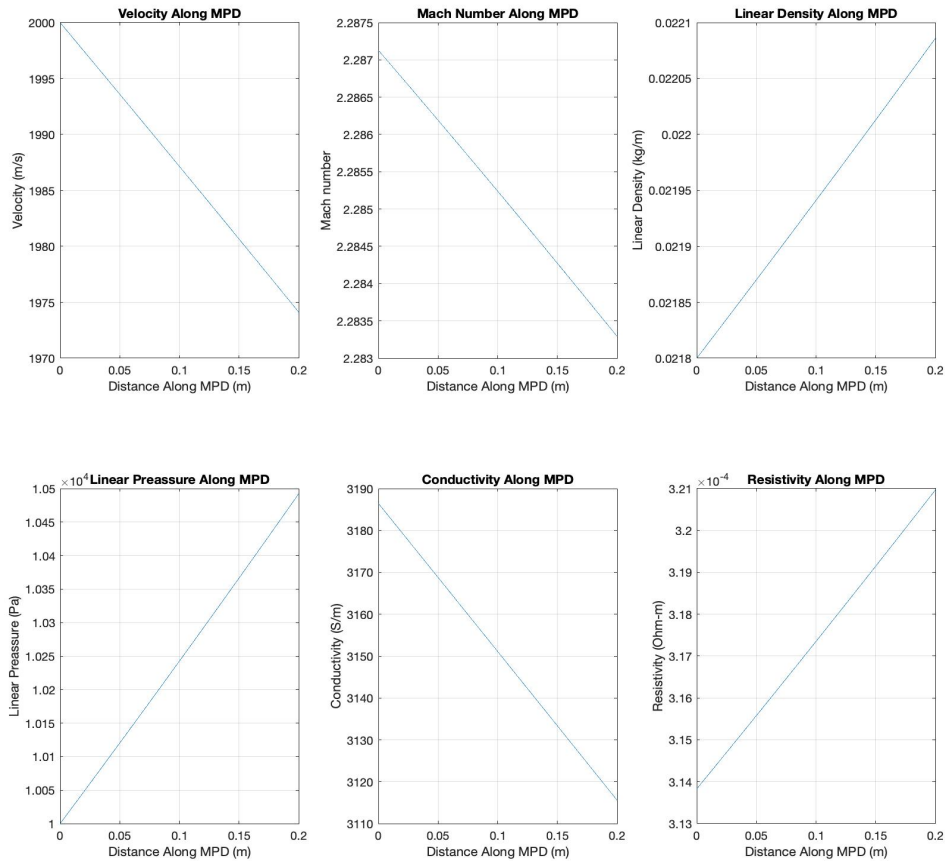 Velocity Along MPD
2000
1995
1990
1985
1980
1975
1970
Velocity (m/s)
0 0.05 0.1 0.15 0.2
Distance Along MPD (m)
Mach Number Along MPD
2.2875
2.287
2.2865
2.286
2.2855
2.285
2.2845
2.284
2.2835
2.283
Mach number
0 0.05 0.1 0.15 0.2
Distance Along MPD (m)
Linear Density Along MPD
0.0221
0.02205
0.022
0.02195
0.0219
0.02185
0.0218
Linear Density (kg/m)
0 0.05 0.1 0.15 0.2
Distance Along MPD (m)
×10⁴ Linear Preassure Along MPD
1.05
1.045
1.04
1.035
1.03
1.025
1.02
1.015
1.01
1.005
1
Linear Preassure (Pa)
0 0.05 0.1 0.15 0.2
Distance Along MPD (m)
Conductivity Along MPD
3190
3180
3170
3160
3150
3140
3130
3120
3110
Conductivity (S/m)
0 0.05 0.1 0.15 0.2
Distance Along MPD (m)
×10⁻⁴ Resistivity Along MPD
3.21
3.2
3.19
3.18
3.17
3.16
3.15
3.14
3.13
Resistivity (Ohm-m)
0 0.05 0.1 0.15 0.2
Distance Along MPD (m)